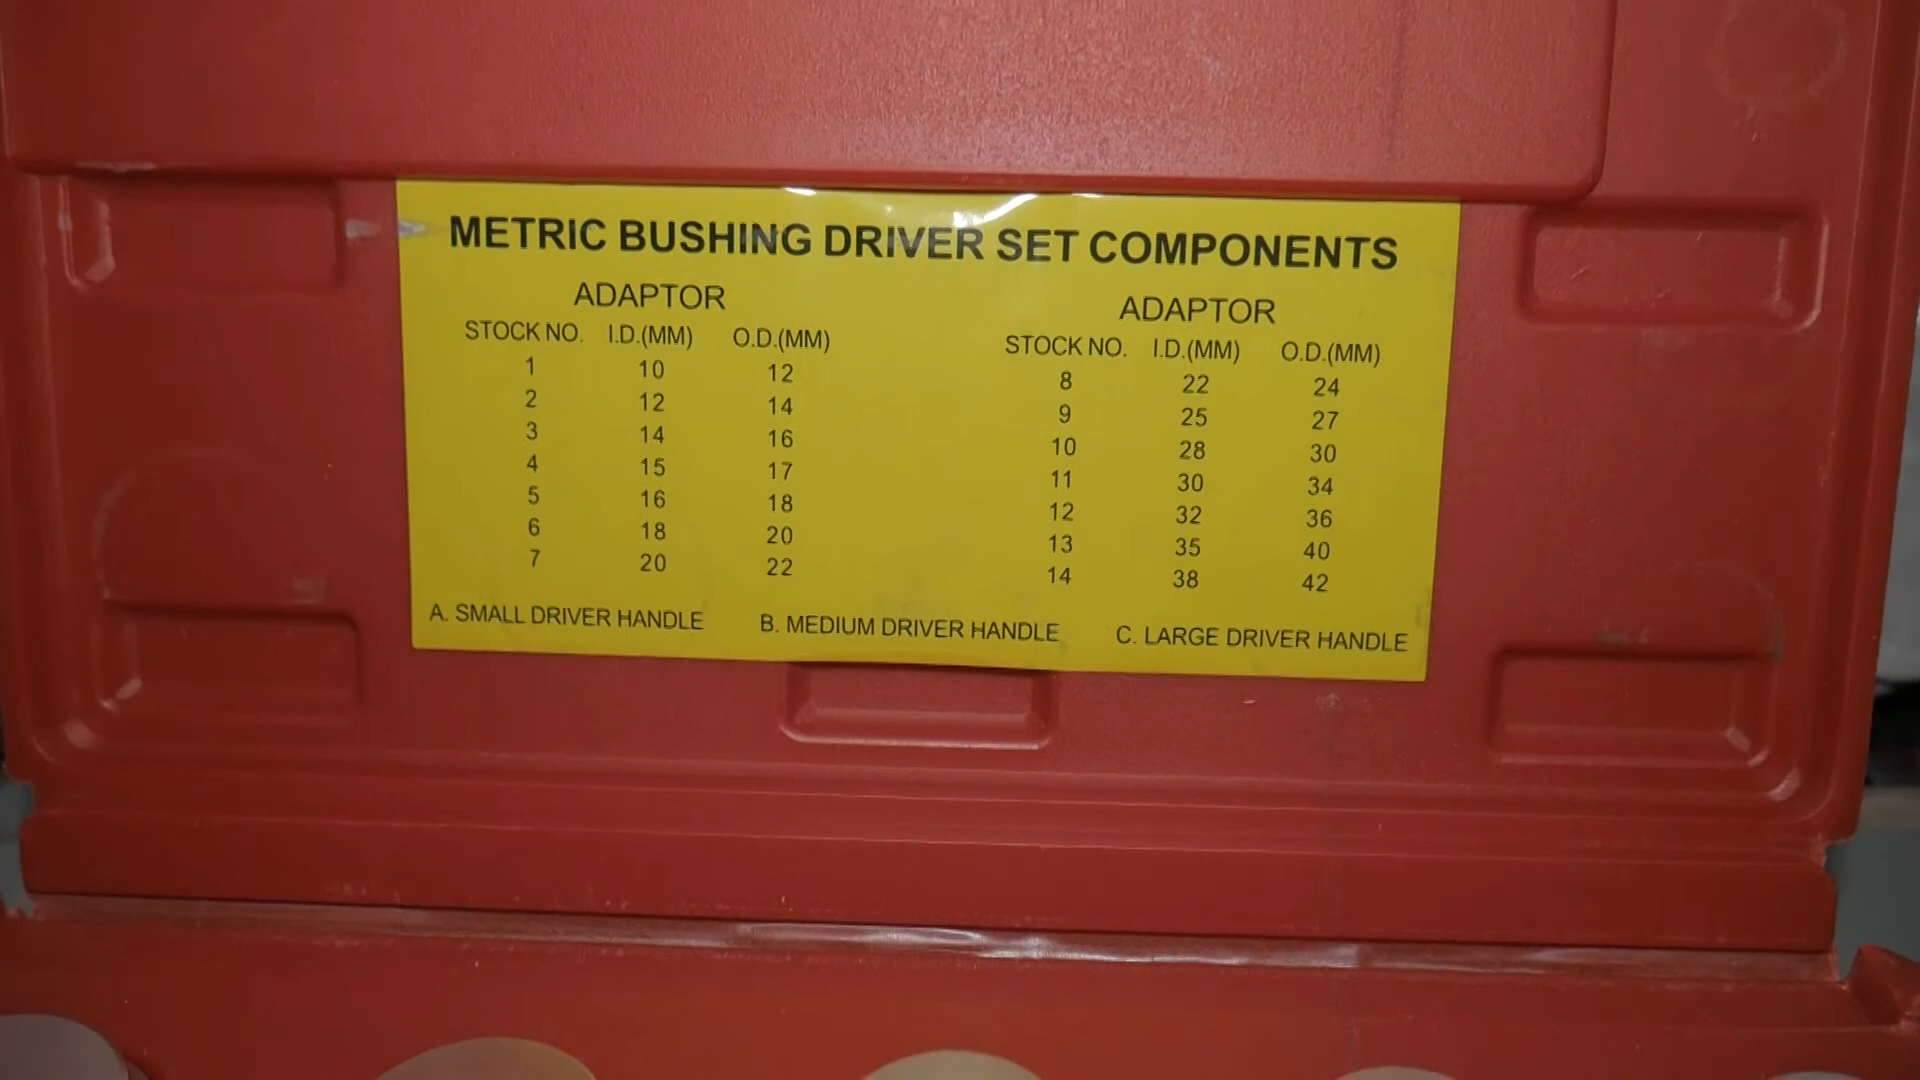 METRIC BUSHING DRIVER SET COMPONENTS
ADAPTOR
STOCK NO. I.D.(MM) O.D.(MM)
1 10 12
2 12 14
3 14 16
4 15 17
5 16 18
6 18 20
7 20 22
ADAPTOR
STOCK NO. I.D.(MM) O.D.(MM)
8 22 24
9 25 27
10 28 30
11 30 34
12 32 36
13 35 40
14 38 42
A. SMALL DRIVER HANDLE B. MEDIUM DRIVER HANDLE C. LARGE DRIVER HANDLE